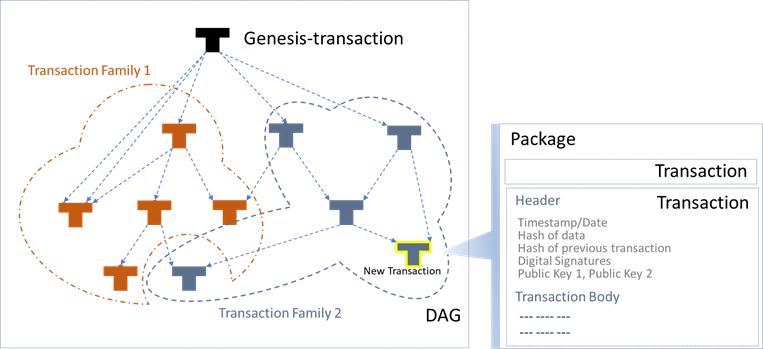 Genesis-transaction
Transaction Family 1
New Transaction
Transaction Family 2
DAG
Package
Transaction
Header
Transaction
Timestamp/Date
Hash of data
Hash of previous transaction
Digital Signatures
Public Key 1, Public Key 2
Transaction Body
--- ---- ---
--- ---- ---